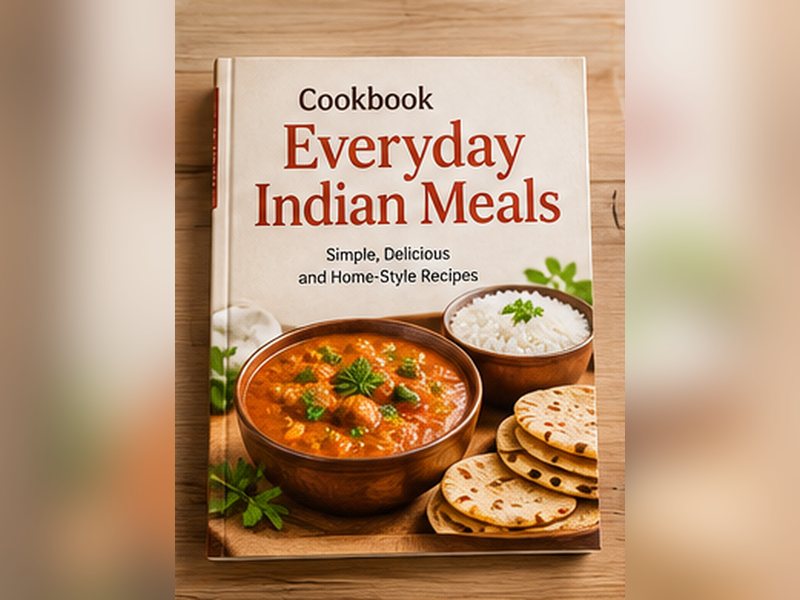 Cookbook
Everyday
Indian Meals
Simple, Delicious
and Home-Style Recipes